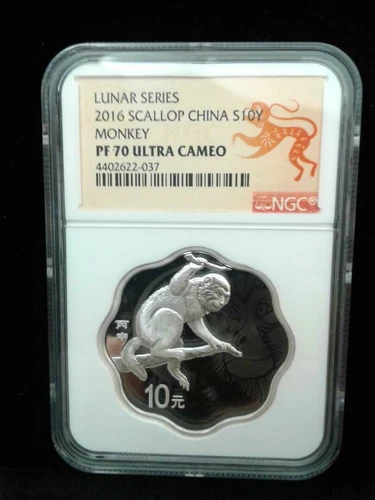 LUNAR SERIES
2016 SCALLOP CHINA S10Y
MONKEY
PF 70 ULTRA CAMEO
4402622-037
NGC
丙申
10元